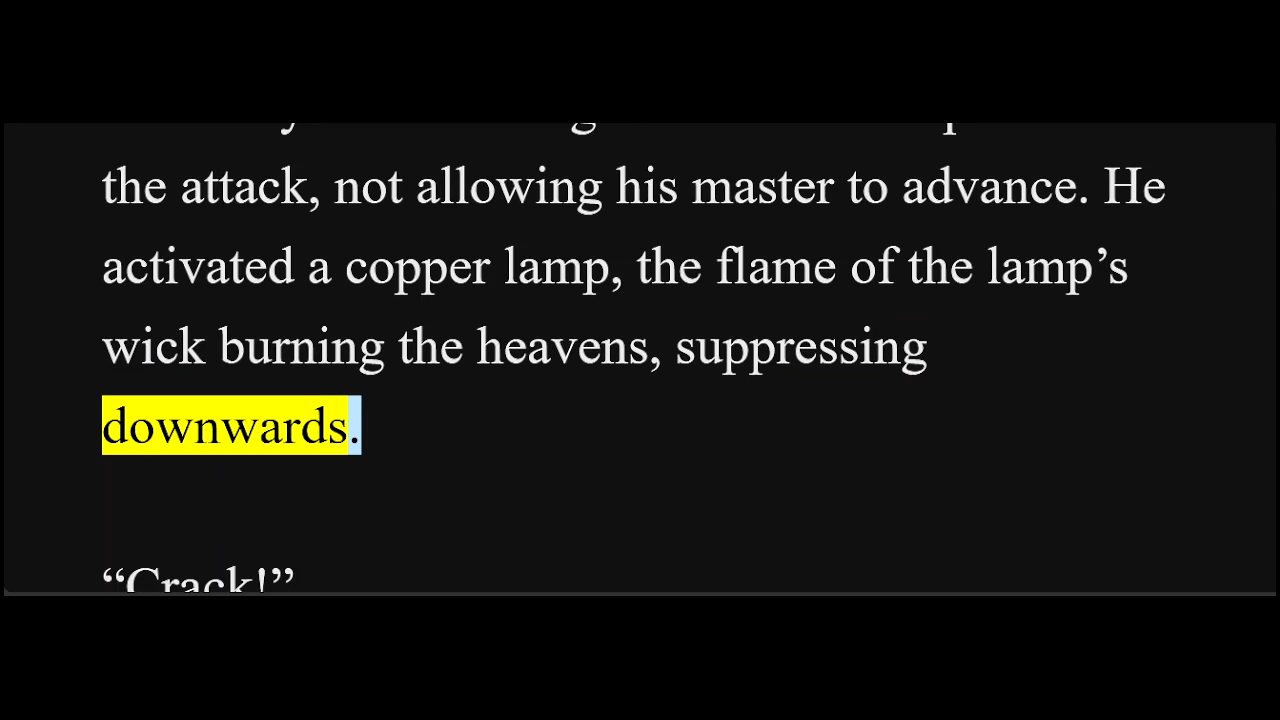 the attack, not allowing his master to advance. He
activated a copper lamp, the flame of the lamp’s
wick burning the heavens, suppressing
downwards.
“Crack!”